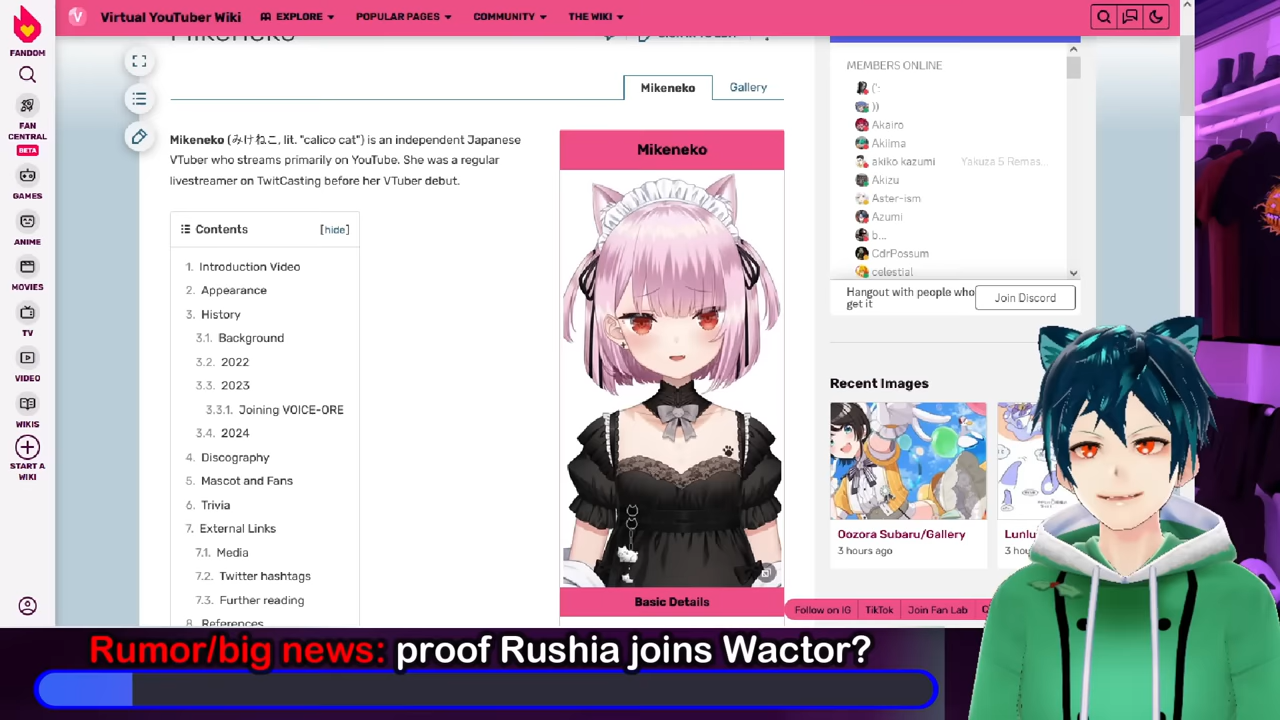 Virtual YouTuber Wiki
EXPLORE
POPULAR PAGES
COMMUNITY
THE WIKI
FANDOM
FAN CENTRAL
BETA
GAMES
ANIME
MOVIES
TV
VIDEO
WIKIS
START A WIKI
Mikeneko
Mikeneko
Gallery
Mikeneko (みけねこ, lit. "calico cat") is an independent Japanese
VTuber who streams primarily on YouTube. She was a regular
livestreamer on TwitCasting before her VTuber debut.
Contents [hide]
1. Introduction Video
2. Appearance
3. History
3.1. Background
3.2. 2022
3.3. 2023
3.3.1. Joining VOICE-ORE
3.4. 2024
4. Discography
5. Mascot and Fans
6. Trivia
7. External Links
7.1. Media
7.2. Twitter hashtags
7.3. Further reading
8. References
Mikeneko
Basic Details
MEMBERS ONLINE
(':
))
Akairo
Akiima
akiko kazumi Yakuza 5 Remas...
Akizu
Aster-ism
Azumi
b...
CdrPossum
celestial
Hangout with people who
get it
Join Discord
Recent Images
Oozora Subaru/Gallery
3 hours ago
Follow on IG
TikTok
Join Fan Lab
Rumor/big news: proof Rushia joins Wactor?